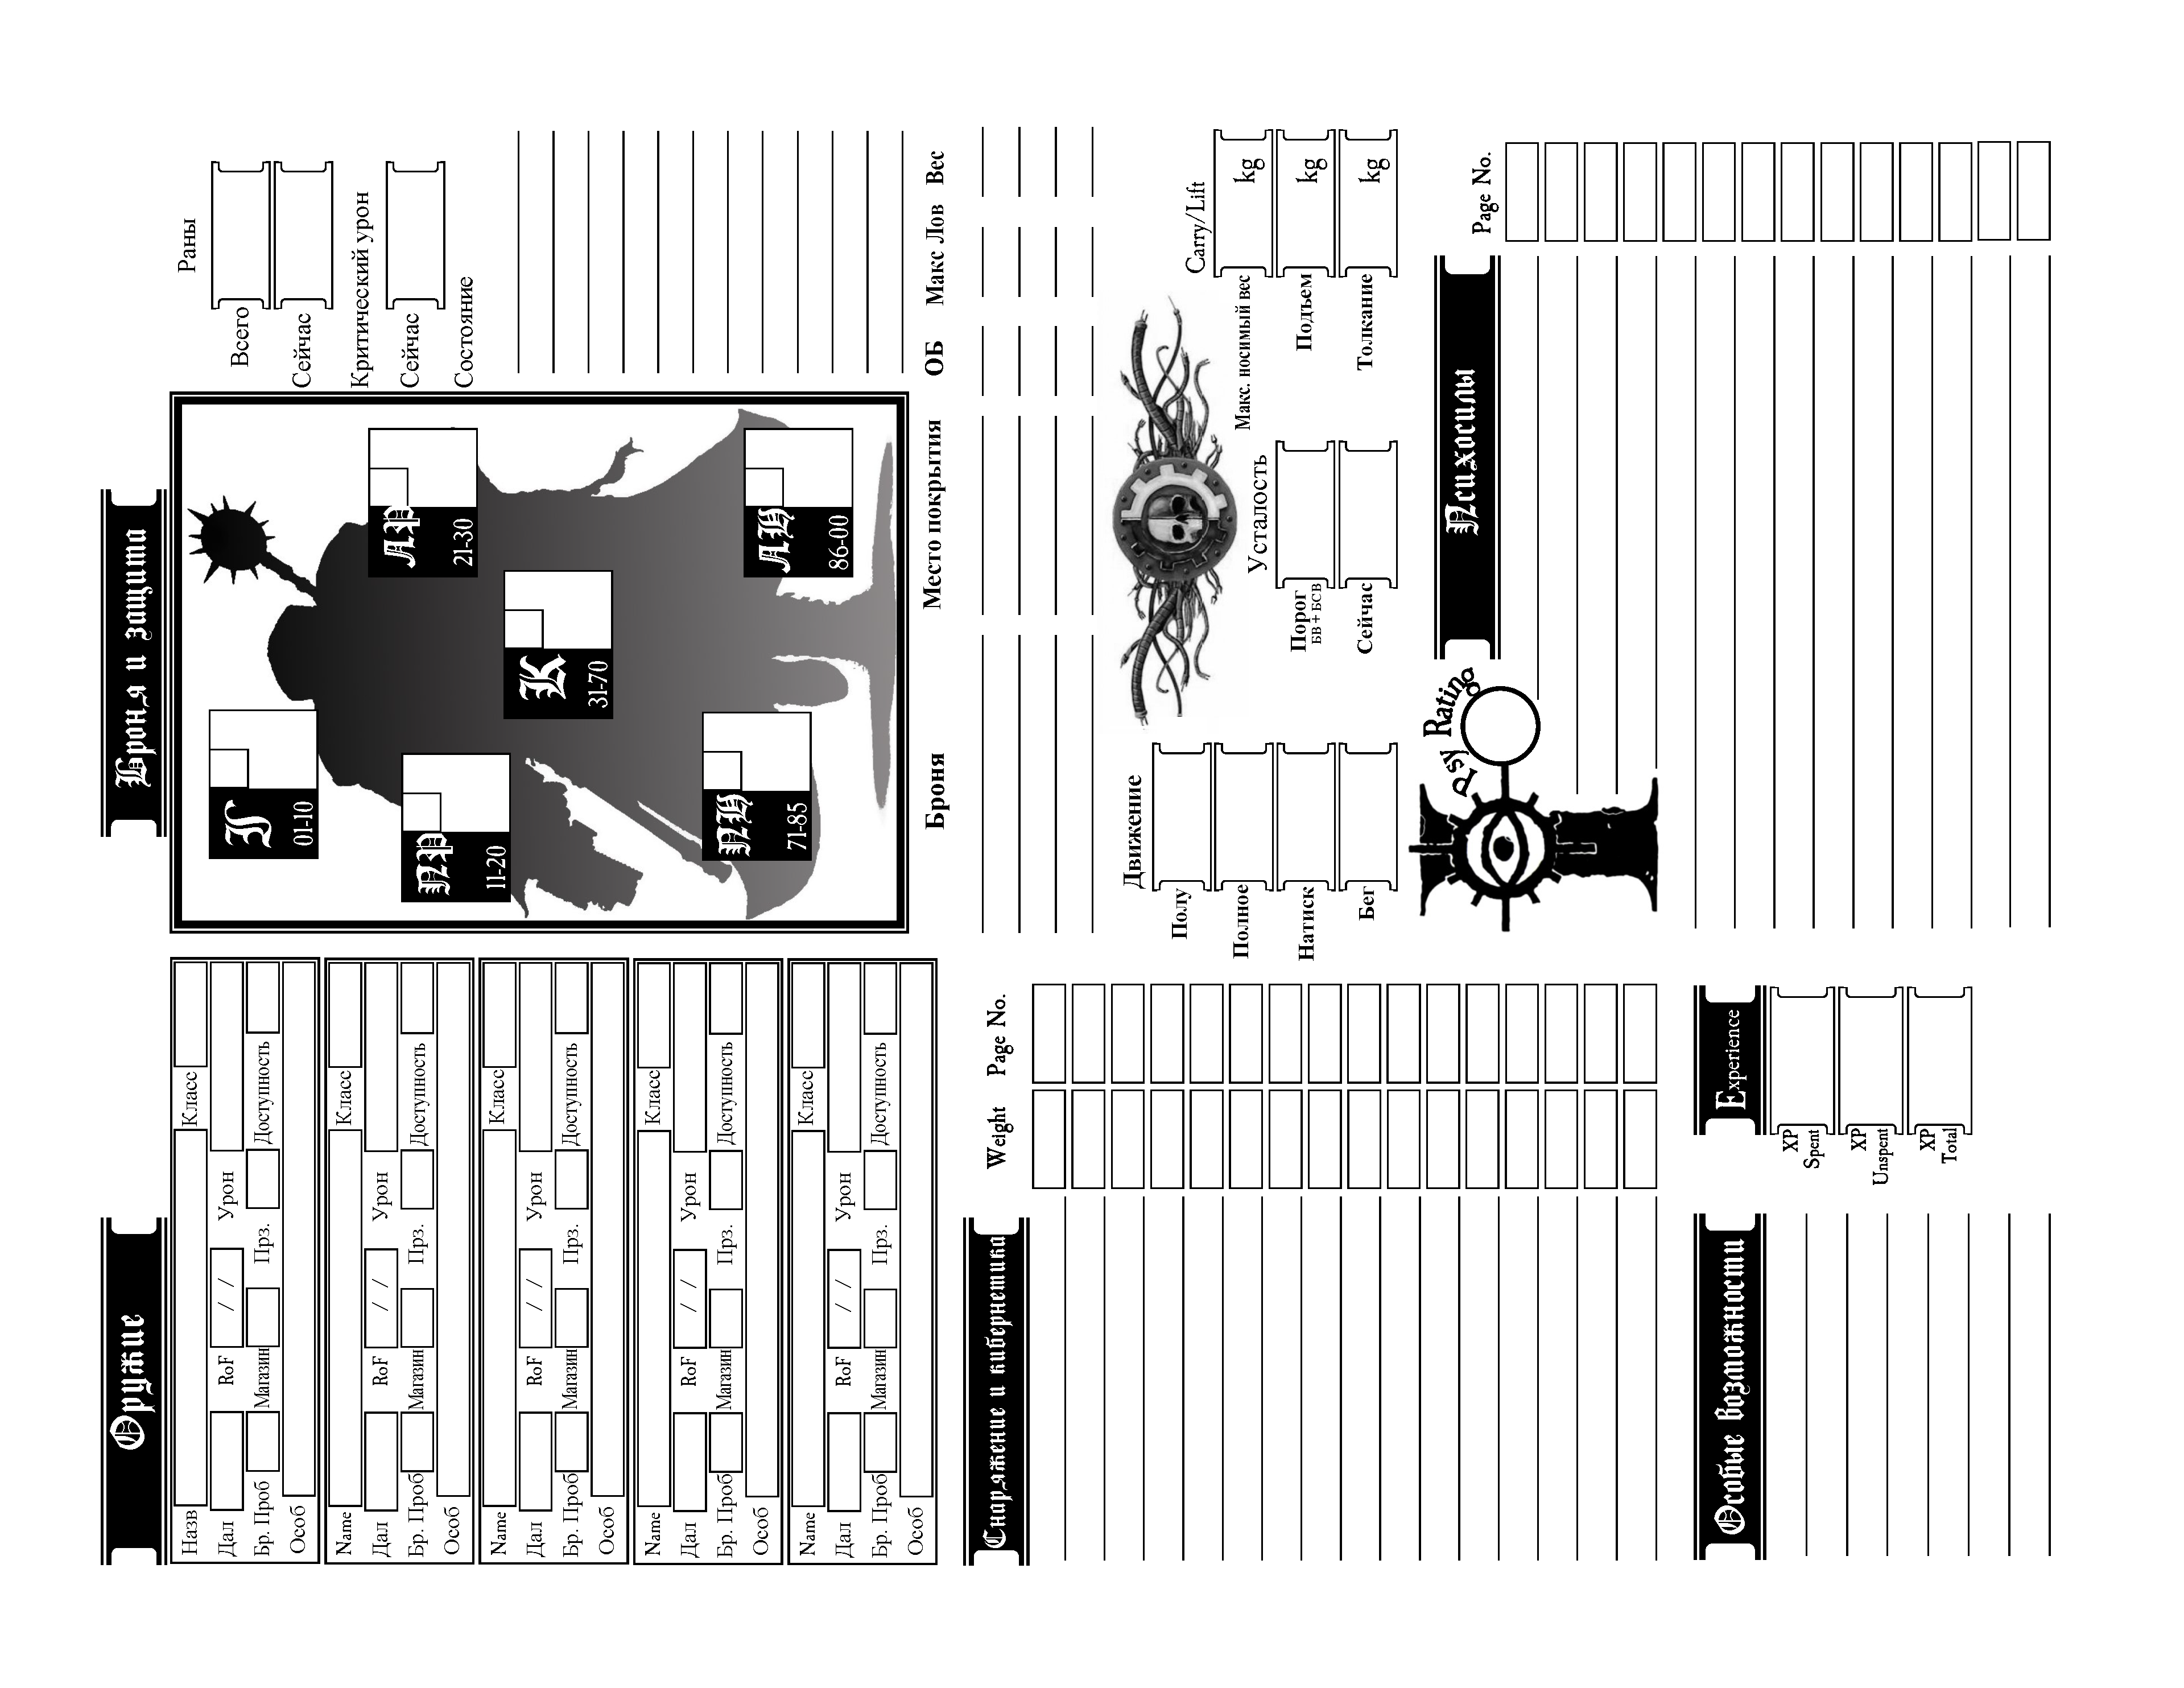 Оружие
Назв
Класс
Дал
RoF
/ /
Урон
Бр. Проб
Магазин
Прз.
Доступность
Особ
Name
Класс
Дал
RoF
/ /
Урон
Бр. Проб
Магазин
Прз.
Доступность
Особ
Name
Класс
Дал
RoF
/ /
Урон
Бр. Проб
Магазин
Прз.
Доступность
Особ
Name
Класс
Дал
RoF
/ /
Урон
Бр. Проб
Магазин
Прз.
Доступность
Особ
Name
Класс
Дал
RoF
/ /
Урон
Бр. Проб
Магазин
Прз.
Доступность
Особ
Снаряжение и кибернетика
Weight
Page No.
Особые Возможности
Experience
XP
Spent
XP
Unspent
XP
Total
Броня и защита
Г
01-10
ПР
11-20
ЛР
21-30
К
31-70
ПН
71-85
ЛН
86-00
Раны
Всего
Сейчас
Критический урон
Сейчас
Состояние
Броня
Место покрытия
ОБ
Макс Лов
Вес
Движение
Полу
Полное
Натиск
Бег
Усталость
Порог
БВ + БСВ
Сейчас
Carry/Lift
Макс. носимый вес
kg
Подъем
kg
Толкание
kg
Psy Rating
Психосилы
Page No.